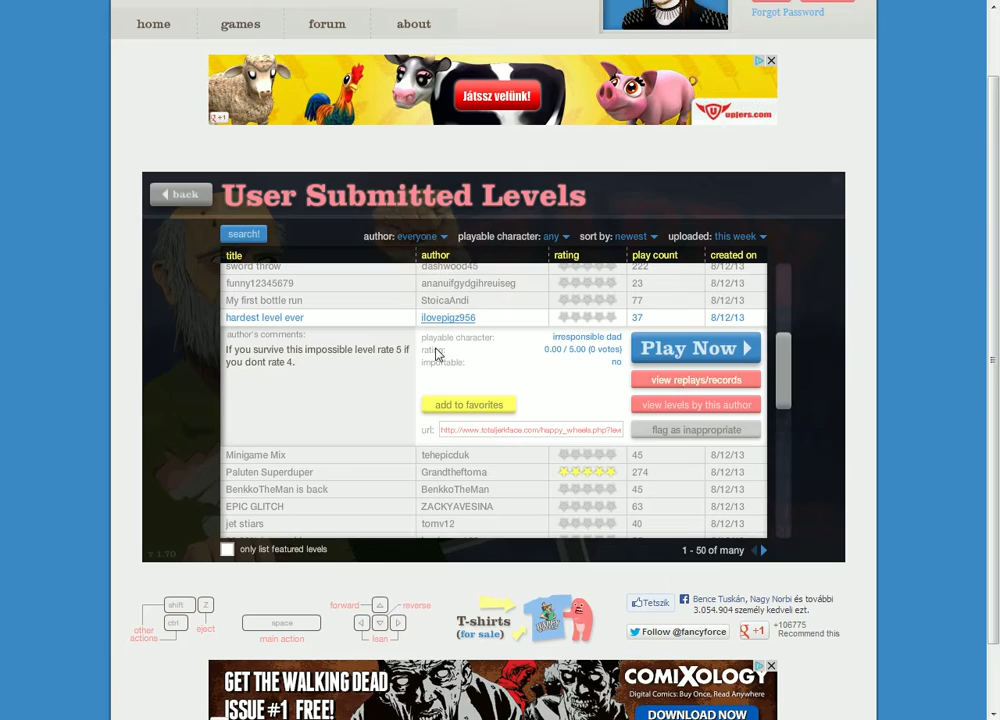 Forgot Password
home games forum about
Játssz velünk!
upjers.com
g +1
back User Submitted Levels
search! author: everyone playable character: any sort by: newest uploaded: this week
title author rating play count created on
sword throw dashwood45 222 8/12/13
funny12345679 ananuifgydgihreuiseg 23 8/12/13
My first bottle run StoicaAndi 77 8/12/13
hardest level ever ilovepigz956 37 8/12/13
author's comments:
If you survive this impossible level rate 5 if
you dont rate 4.
playable character: irresponsible dad
rating: 0.00 / 5.00 (0 votes)
importable: no
Play Now
view replays/records
add to favorites
view levels by this author
url: http://www.totaljerkface.com/happy_wheels.php?lev
flag as inappropriate
Minigame Mix tehepicduk 45 8/12/13
Paluten Superduper Grandtheftoma 274 8/12/13
BenkkoTheMan is back BenkkoTheMan 45 8/12/13
EPIC GLITCH ZACKYAVESINA 63 8/12/13
jet stiars tomv12 40 8/12/13
only list featured levels 1 - 50 of many
v 1.70
shift Z
ctrl
other
actions
eject
space
main action
forward reverse
lean
T-shirts
(for sale)
Tetszik
Bence Tuskán, Nagy Norbi és további
3.054.904 személy kedveli ezt.
Follow @fancyforce
g +1
+106775
Recommend this
GET THE WALKING DEAD
ISSUE #1 FREE!
COMIXOLOGY
Digital Comics: Buy Once, Read Anywhere
DOWNLOAD NOW